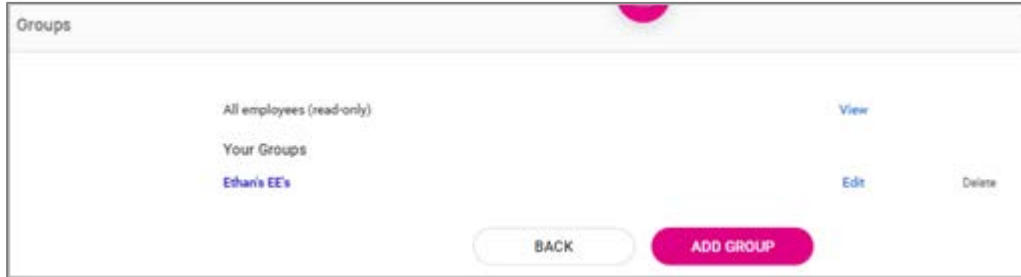 Groups
All employees (read-only) View
Your Groups
Ethan's EE's Edit Delete
BACK ADD GROUP